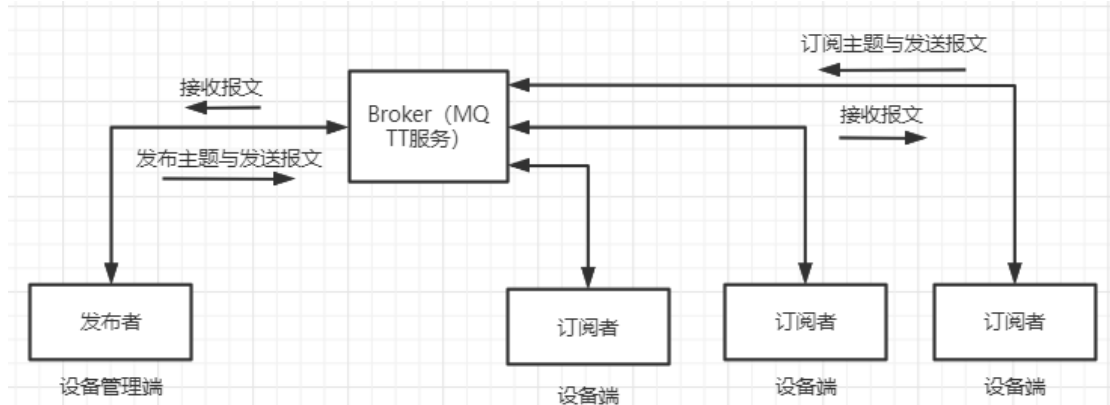 订阅主题与发送报文
接收报文
Broker（MQ
TT服务）
接收报文
发布主题与发送报文
发布者
订阅者
订阅者
订阅者
设备管理端
设备端
设备端
设备端